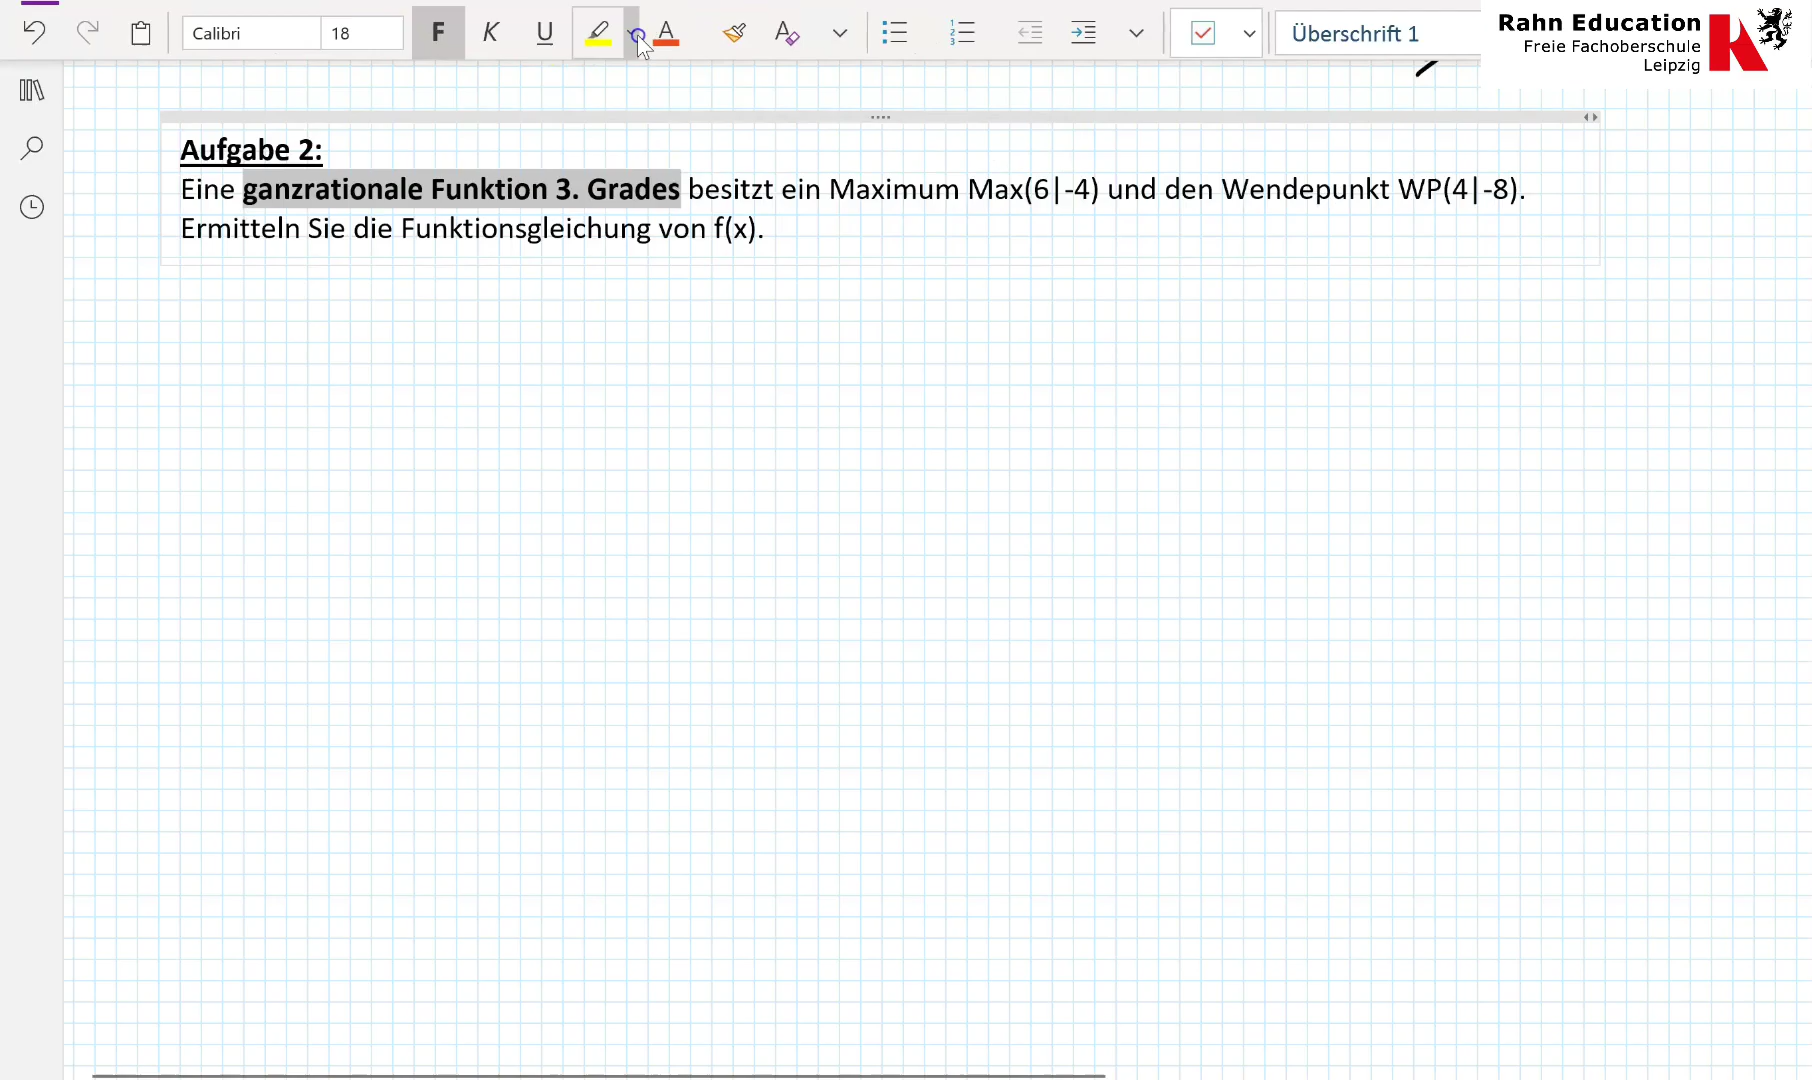 Calibri 18 F K U A A Überschrift 1
Rahn Education
Freie Fachoberschule
Leipzig
Aufgabe 2:
Eine ganzrationale Funktion 3. Grades besitzt ein Maximum Max(6|-4) und den Wendepunkt WP(4|-8).
Ermitteln Sie die Funktionsgleichung von f(x).